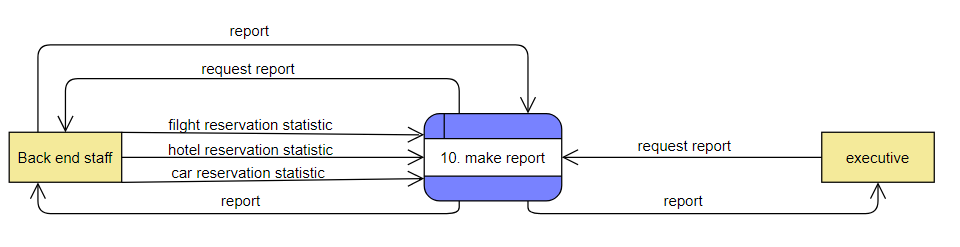 report
request report
filght reservation statistic
hotel reservation statistic
car reservation statistic
report
Back end staff
10. make report
request report
executive
report